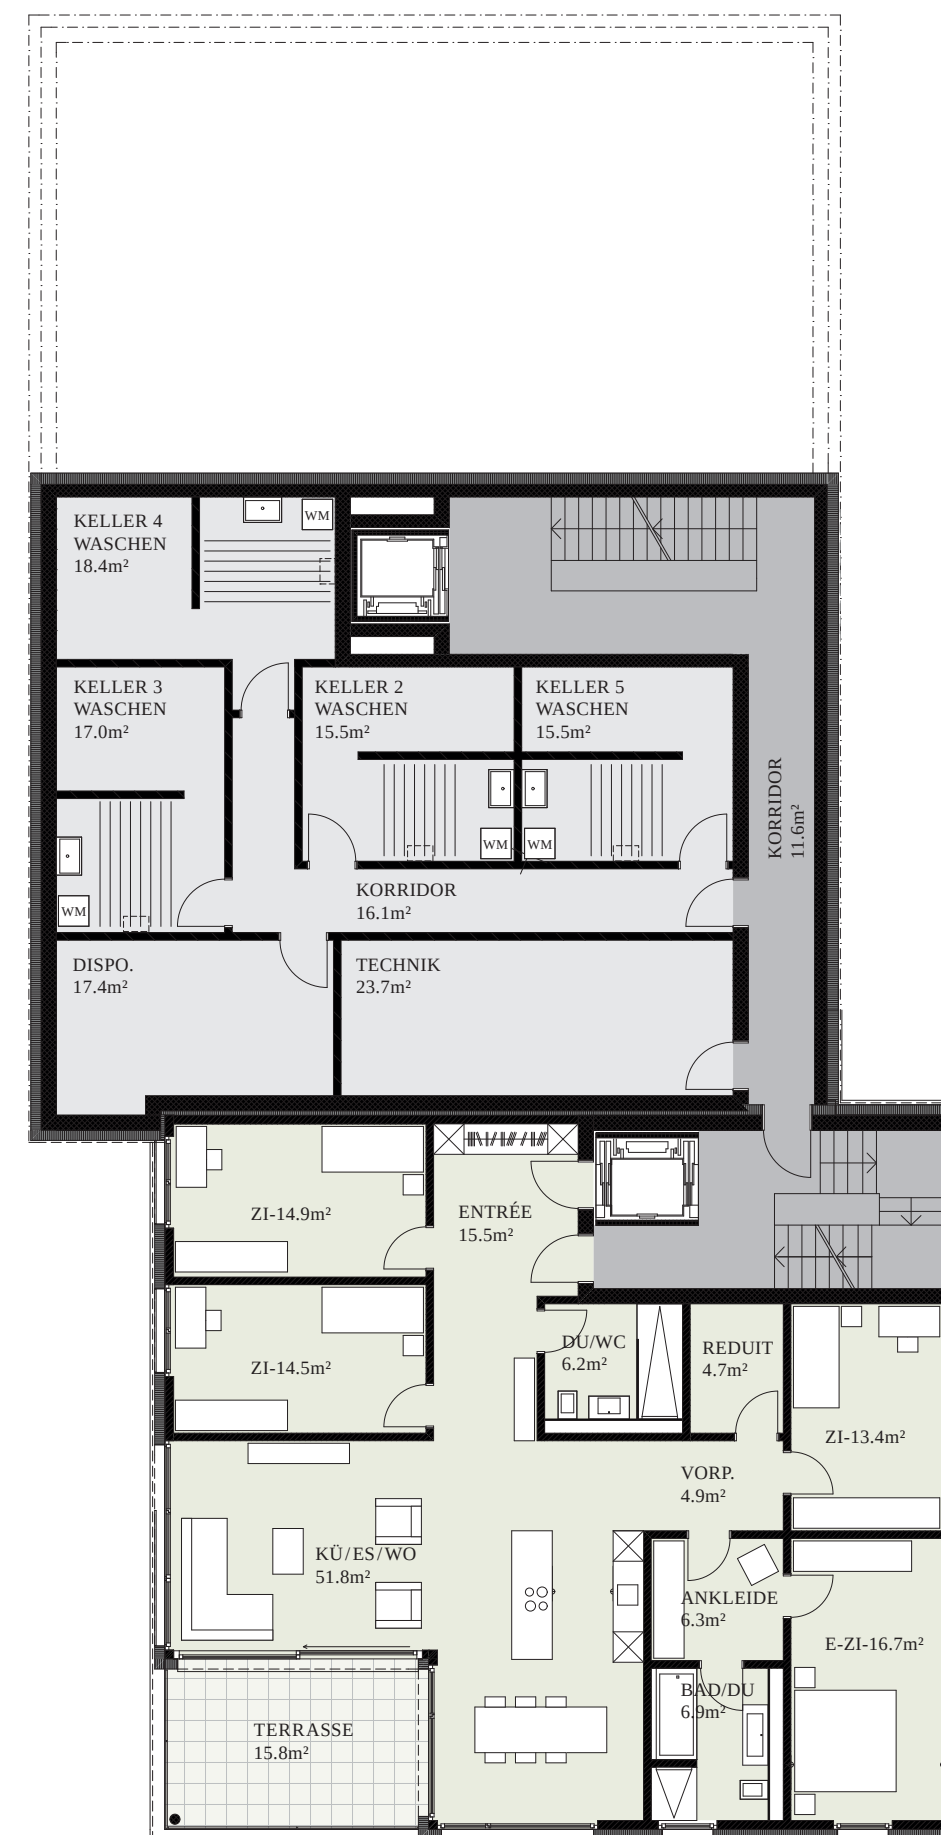 KELLER 4
WASCHEN
18.4m²
WM
KELLER 3
WASCHEN
17.0m²
KELLER 2
WASCHEN
15.5m²
KELLER 5
WASCHEN
15.5m²
KORRIDOR
11.6m²
WM
WM
WM
KORRIDOR
16.1m²
DISPO.
17.4m²
TECHNIK
23.7m²
ZI-14.9m²
ENTRÉE
15.5m²
ZI-14.5m²
DU/WC
6.2m²
REDUIT
4.7m²
ZI-13.4m²
VORP.
4.9m²
KÜ/ES/WO
51.8m²
ANKLEIDE
6.3m²
E-ZI-16.7m²
BAD/DU
6.9m²
TERRASSE
15.8m²